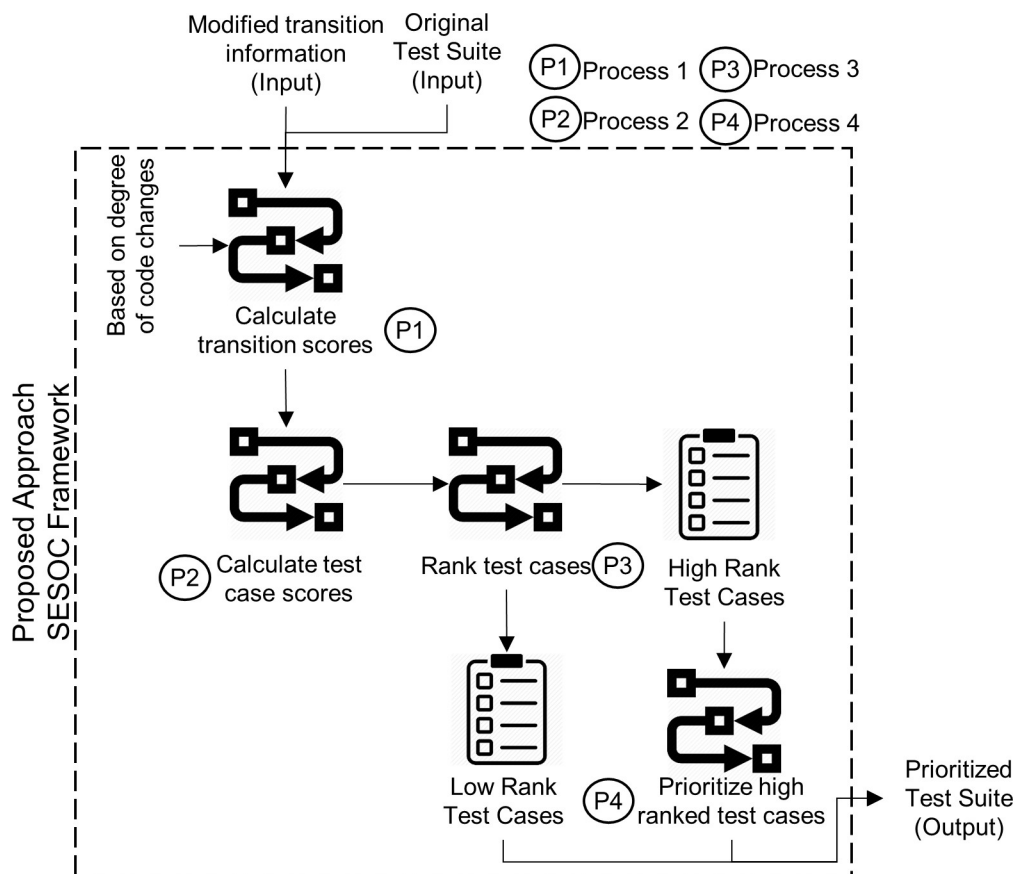 Modified transition
information
(Input)
Original
Test Suite
(Input)
P1 Process 1
P3 Process 3
P2 Process 2
P4 Process 4
Based on degree
of code changes
Calculate
transition scores
P1
Proposed Approach
SESOC Framework
P2
Calculate test
case scores
Rank test cases
P3
High Rank
Test Cases
Low Rank
Test Cases
P4
Prioritize high
ranked test cases
Prioritized
Test Suite
(Output)